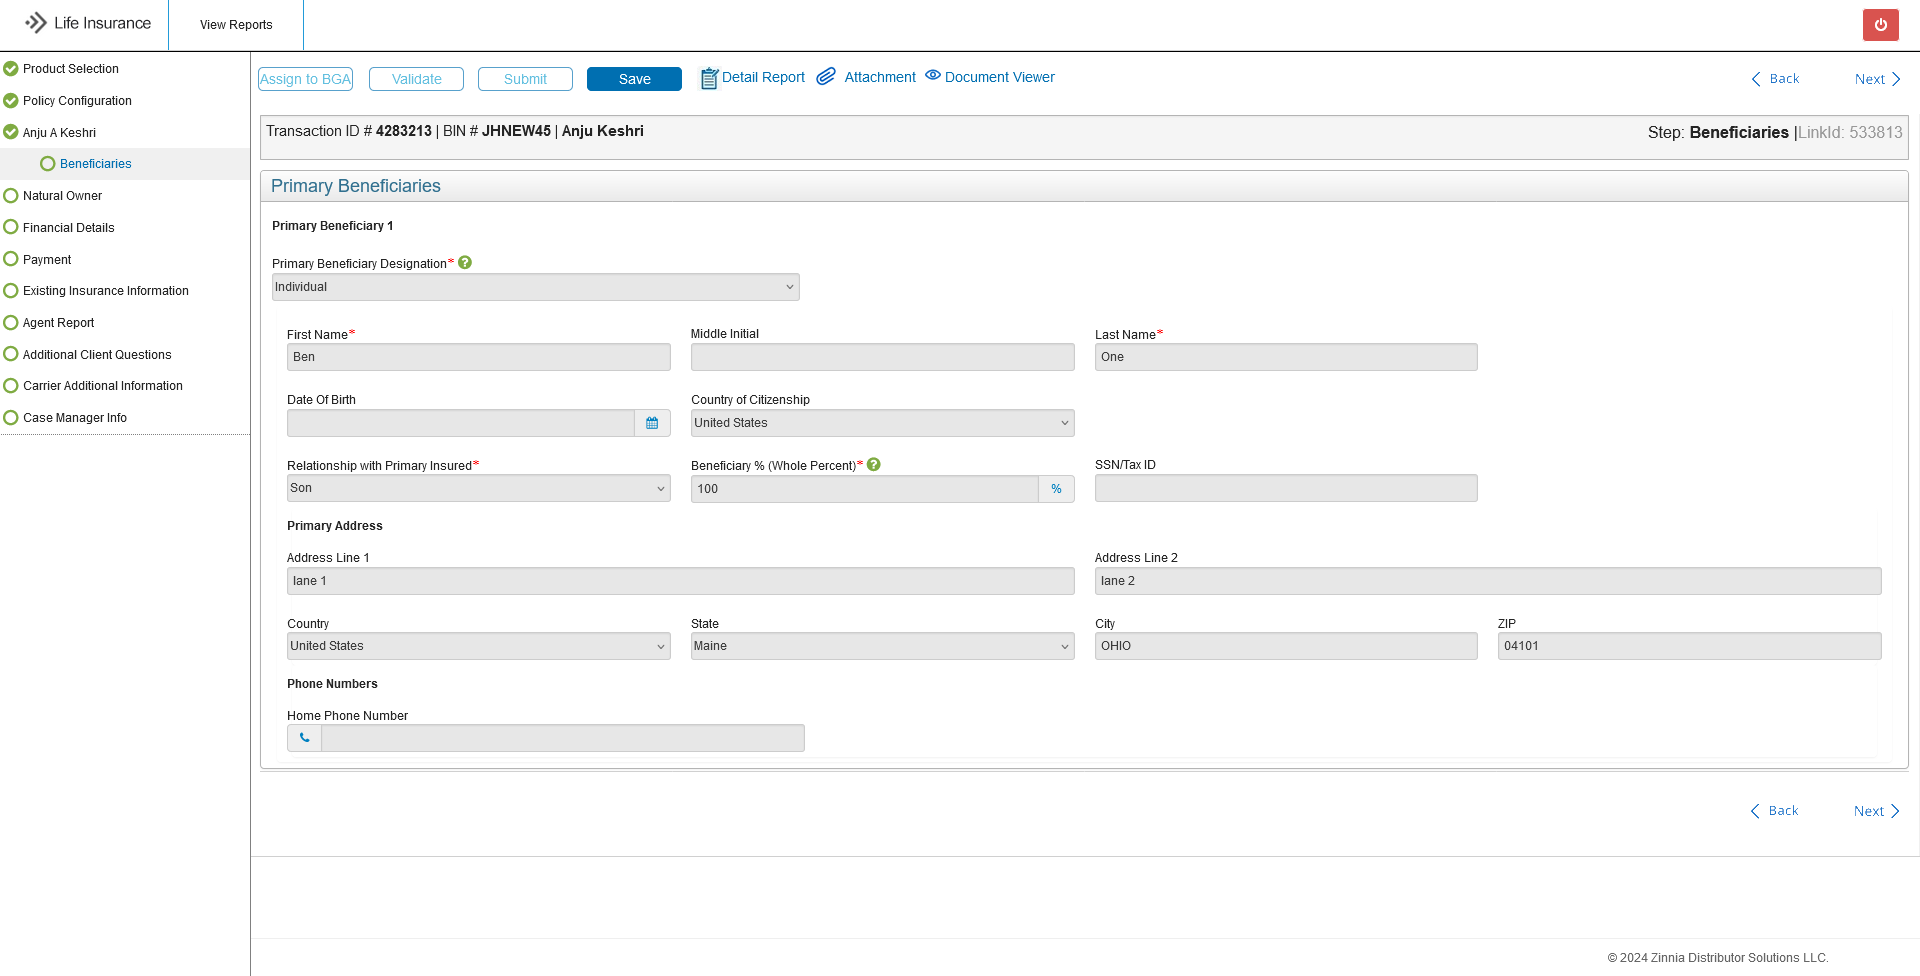 Life Insurance
View Reports
Product Selection
Policy Configuration
Anju A Keshri
Beneficiaries
Natural Owner
Financial Details
Payment
Existing Insurance Information
Agent Report
Additional Client Questions
Carrier Additional Information
Case Manager Info
Assign to BGA
Validate
Submit
Save
Detail Report
Attachment
Document Viewer
Back
Next
Transaction ID # 4283213 | BIN # JHNEW45 | Anju Keshri
Step: Beneficiaries |LinkId: 533813
Primary Beneficiaries
Primary Beneficiary 1
Primary Beneficiary Designation* ?
Individual
First Name*
Middle Initial
Last Name*
Ben
One
Date Of Birth
Country of Citizenship
United States
Relationship with Primary Insured*
Beneficiary % (Whole Percent)* ?
SSN/Tax ID
Son
100
%
Primary Address
Address Line 1
Address Line 2
lane 1
lane 2
Country
State
City
ZIP
United States
Maine
OHIO
04101
Phone Numbers
Home Phone Number
Back
Next
© 2024 Zinnia Distributor Solutions LLC.